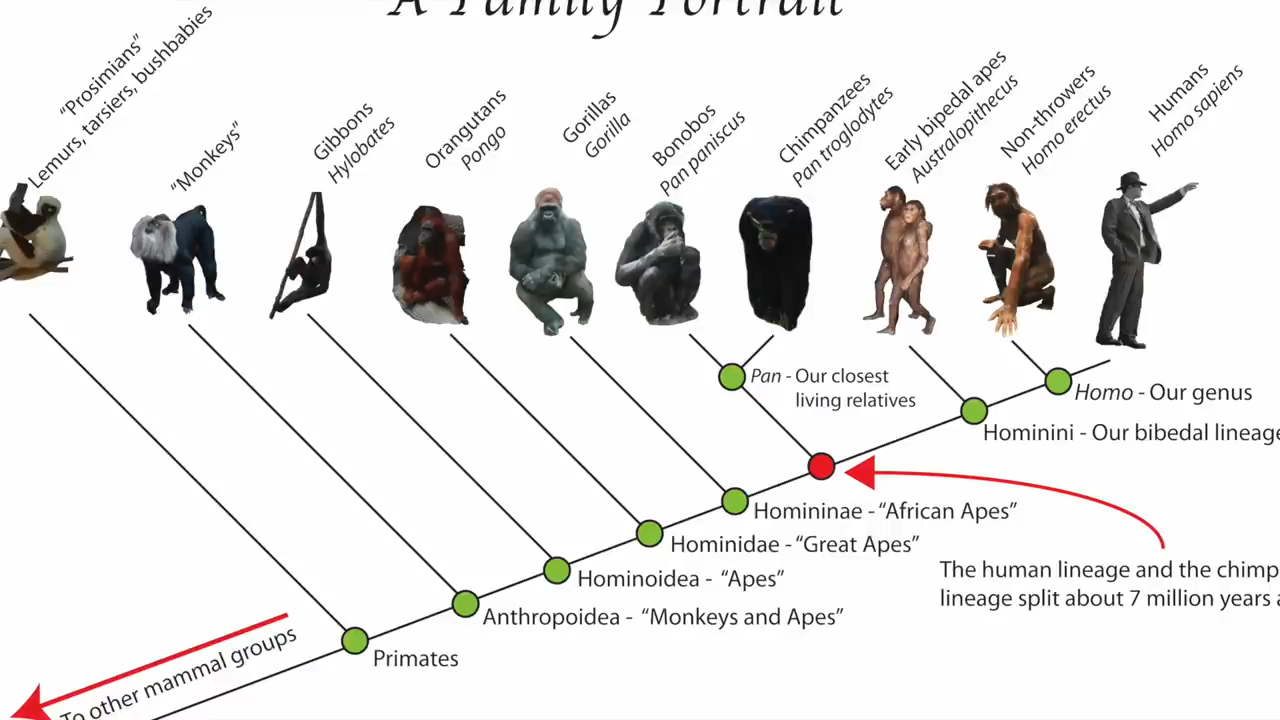 A Family Portrait
"Prosimians"
Lemurs, tarsiers, bushbabies
"Monkeys"
Gibbons
Hylobates
Orangutans
Pongo
Gorillas
Gorilla
Bonobos
Pan paniscus
Chimpanzees
Pan troglodytes
Early bipedal apes
Australopithecus
Non-throwers
Homo erectus
Humans
Homo sapiens
Pan - Our closest
living relatives
Homo - Our genus
Hominini - Our bibedal lineage
Homininae - "African Apes"
Hominidae - "Great Apes"
Hominoidea - "Apes"
Anthropoidea - "Monkeys and Apes"
Primates
The human lineage and the chimp
lineage split about 7 million years a
To other mammal groups